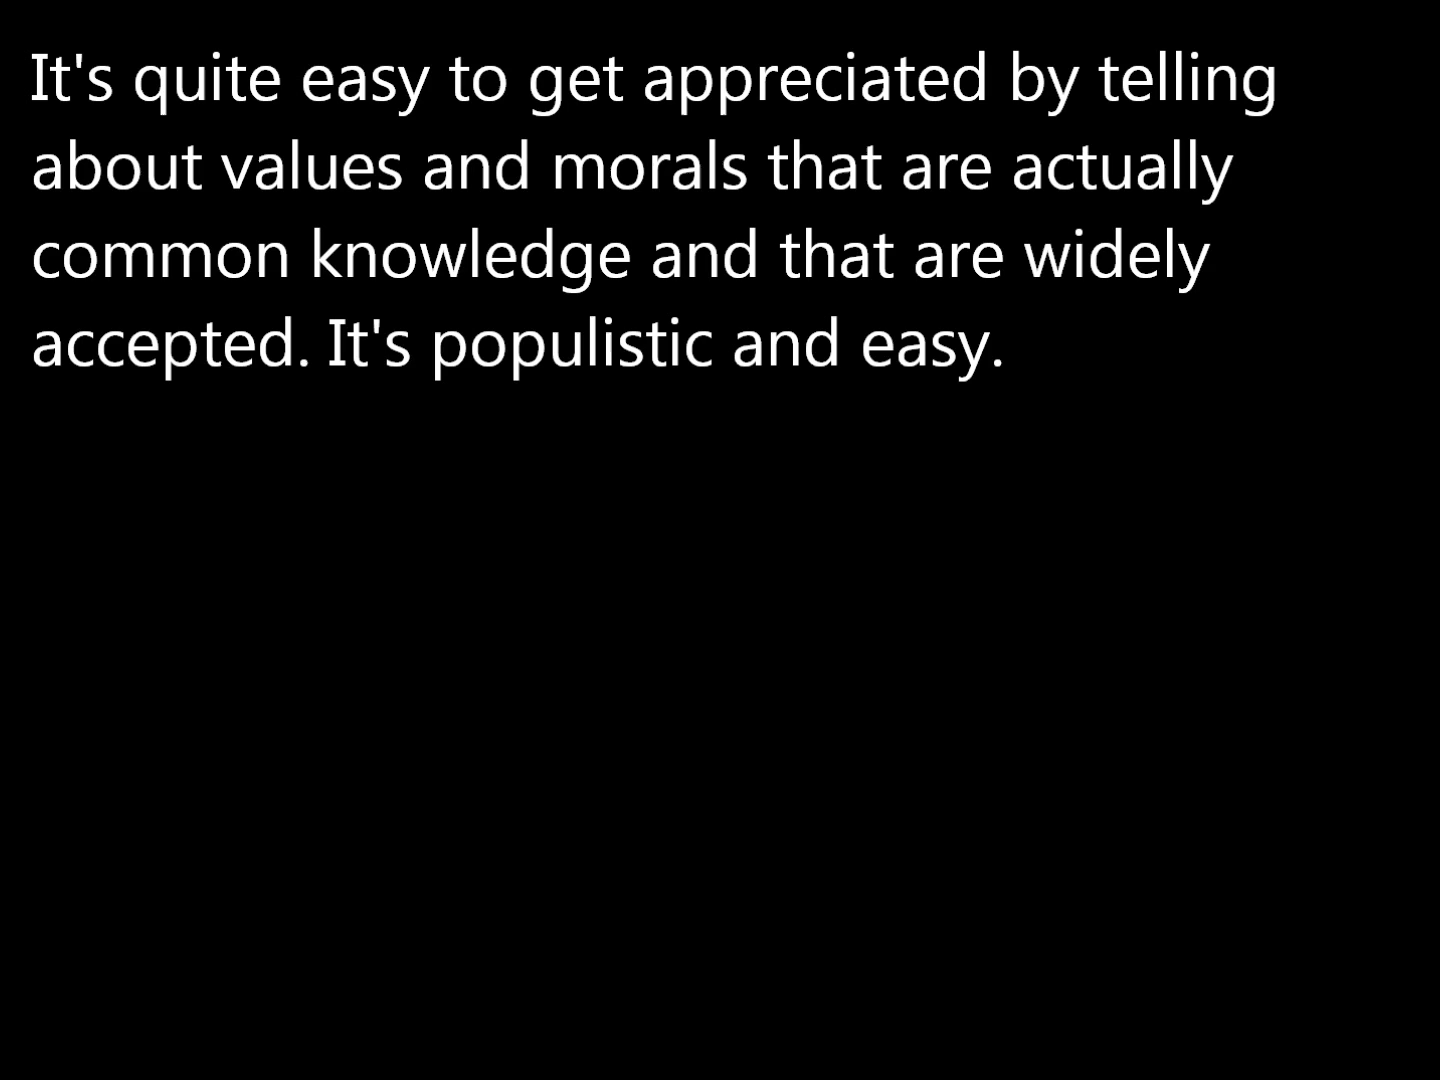 It's quite easy to get appreciated by telling
about values and morals that are actually
common knowledge and that are widely
accepted. It's populistic and easy.